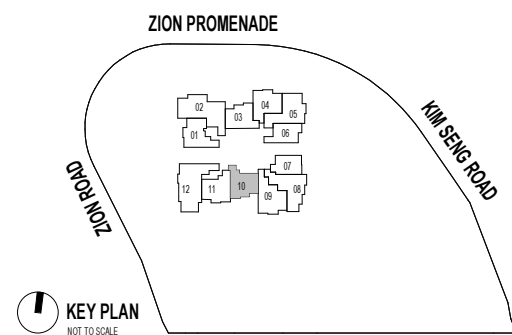 ZION PROMENADE
02
03
04
05
01
06
KIM SENG ROAD
ZION ROAD
12
11
10
09
07
08
KEY PLAN
NOT TO SCALE